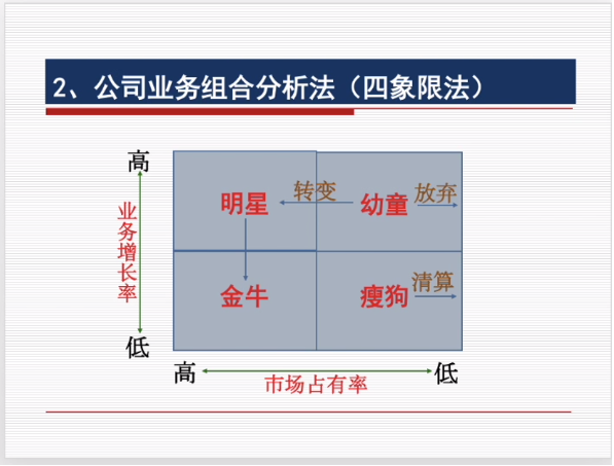 2、公司业务组合分析法（四象限法）
高
业务增长率
低
明星
转变
幼童
放弃
金牛
瘦狗
清算
高
市场占有率
低